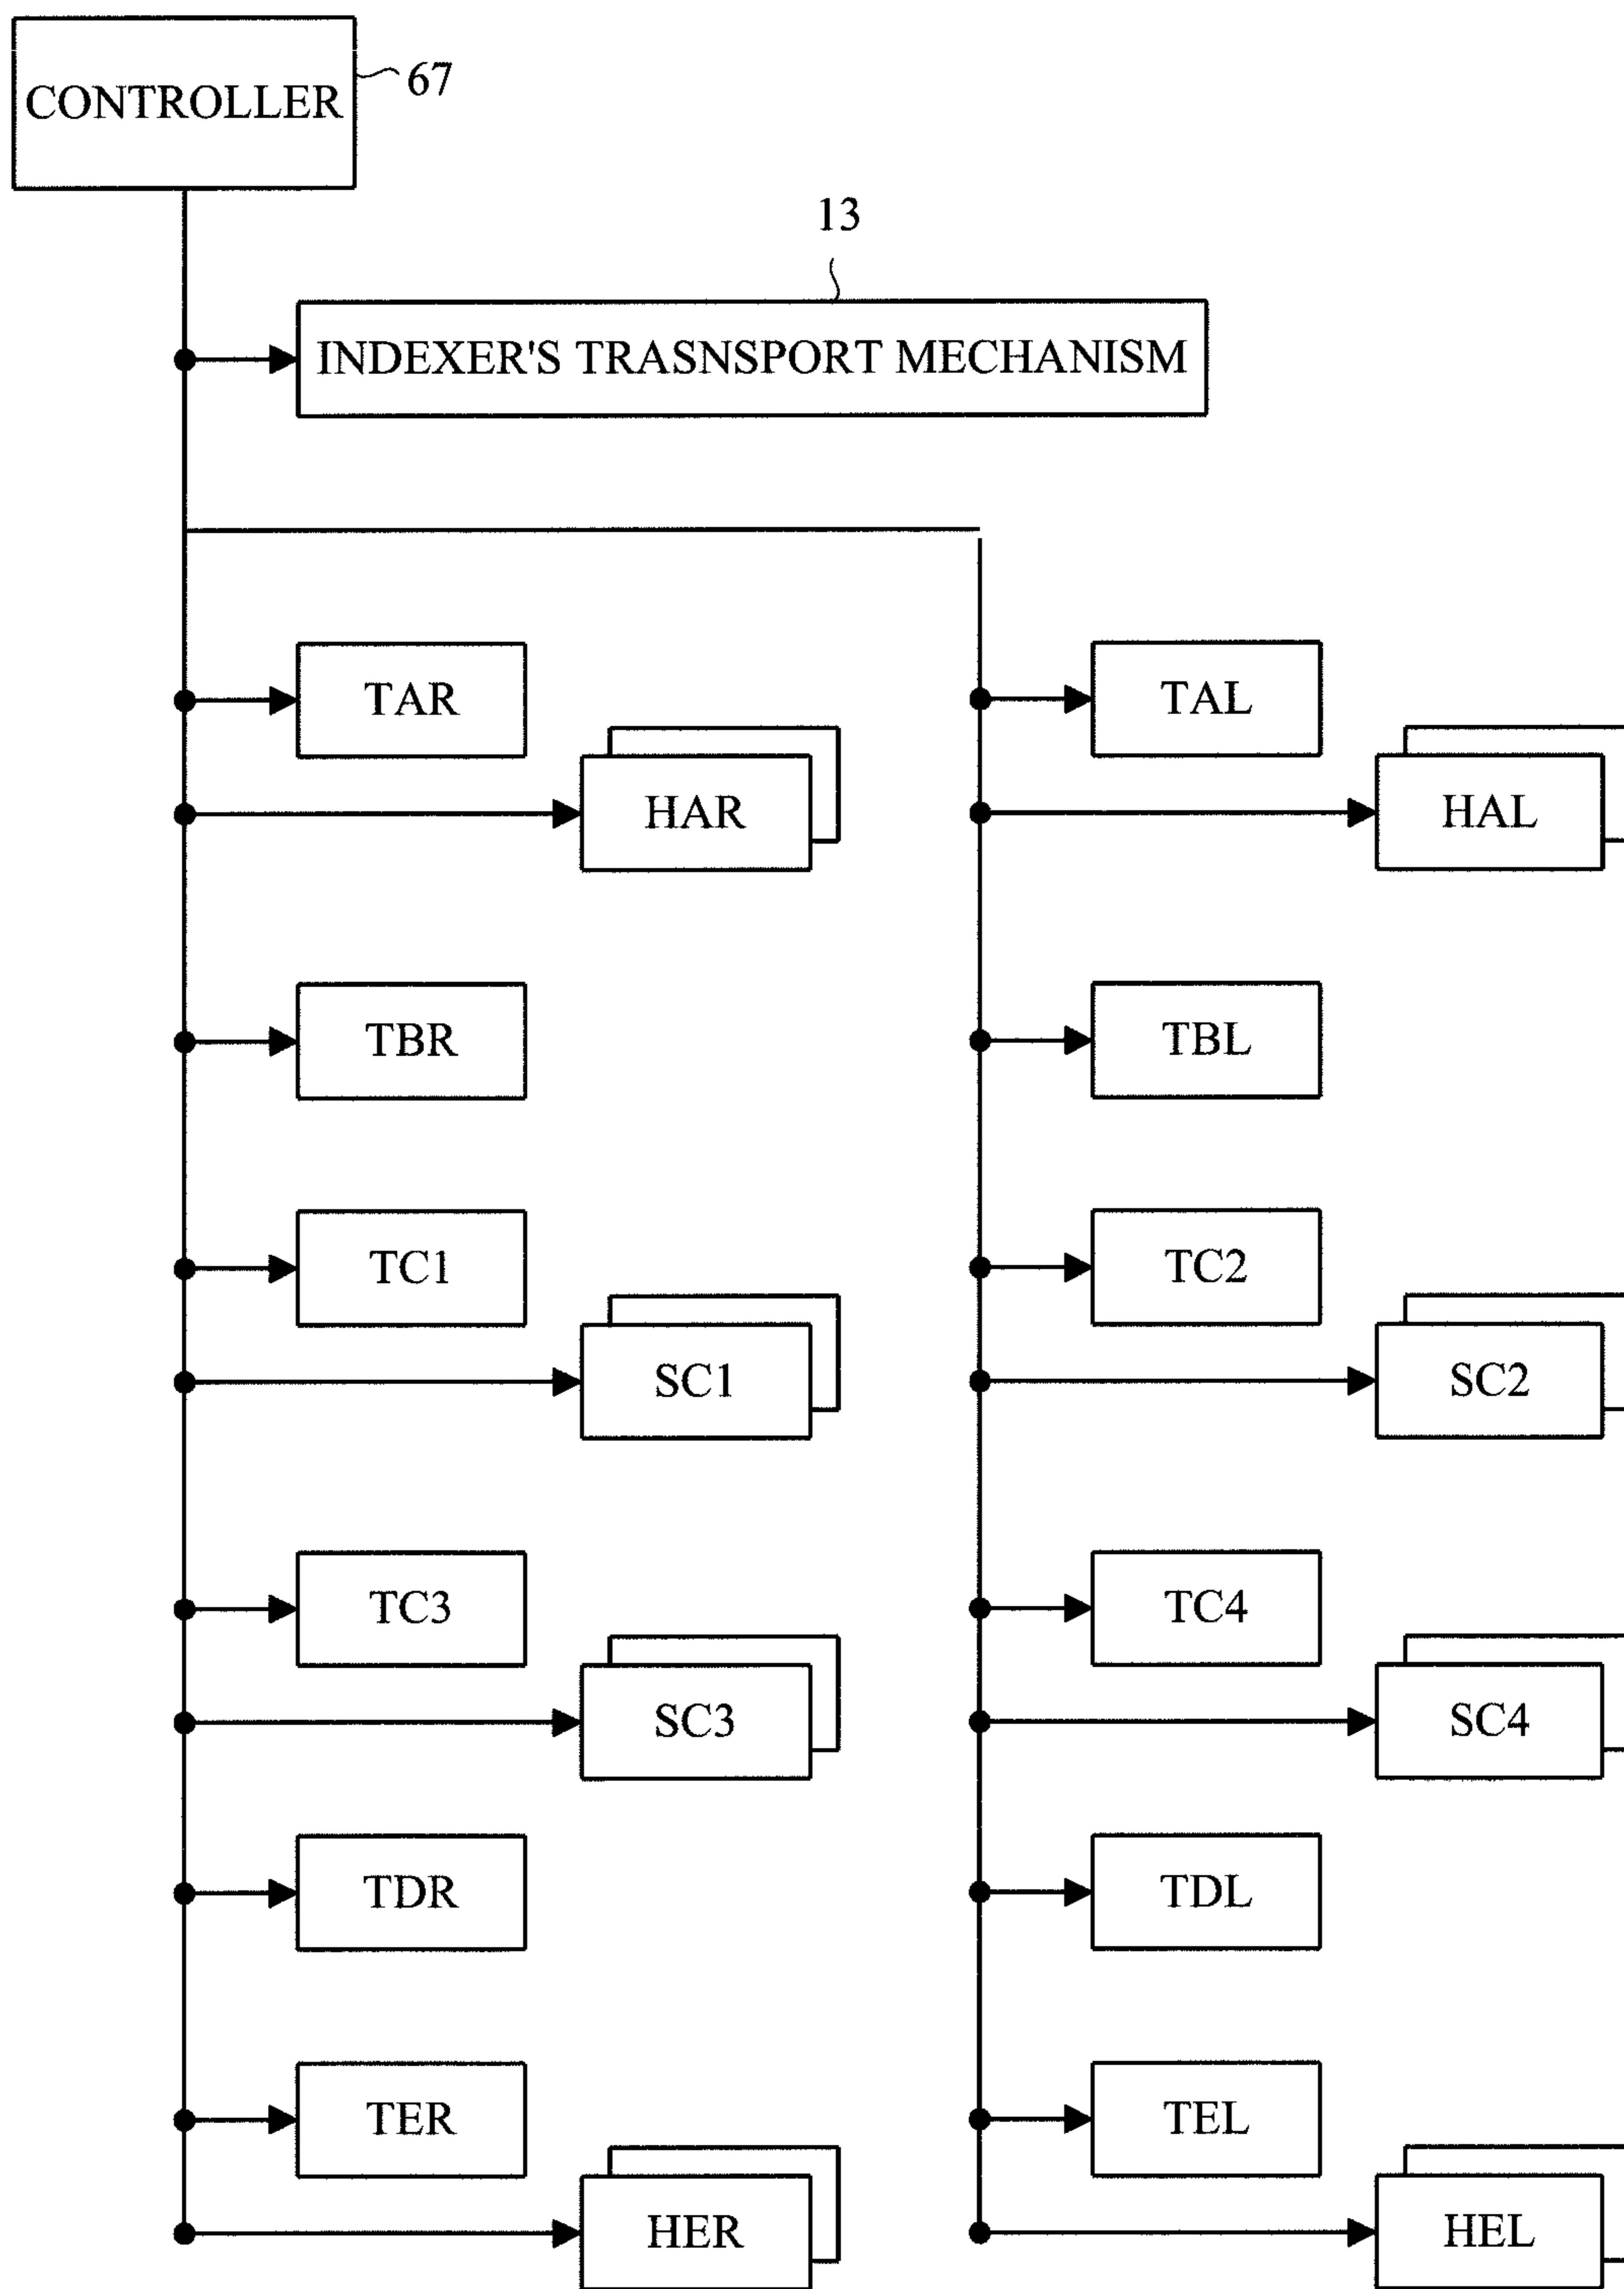 CONTROLLER
67
13
INDEXER'S TRASNSPORT MECHANISM
TAR
TAL
HAR
HAL
TBR
TBL
TC1
TC2
SC1
SC2
TC3
TC4
SC3
SC4
TDR
TDL
TER
TEL
HER
HEL